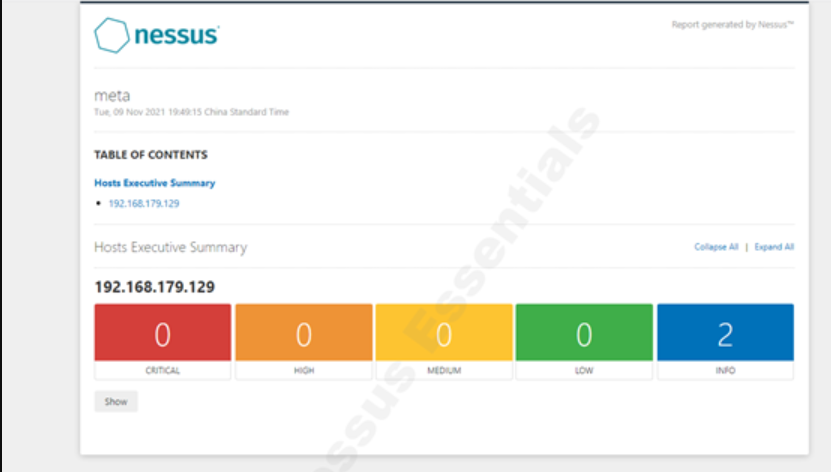 nessus
Report generated by Nessus™
meta
Tue, 09 Nov 2021 19:49:15 China Standard Time
TABLE OF CONTENTS
Hosts Executive Summary
• 192.168.179.129
Hosts Executive Summary
Collapse All | Expand All
192.168.179.129
0 0 0 0 2
CRITICAL HIGH MEDIUM LOW INFO
Show
essus Essentials